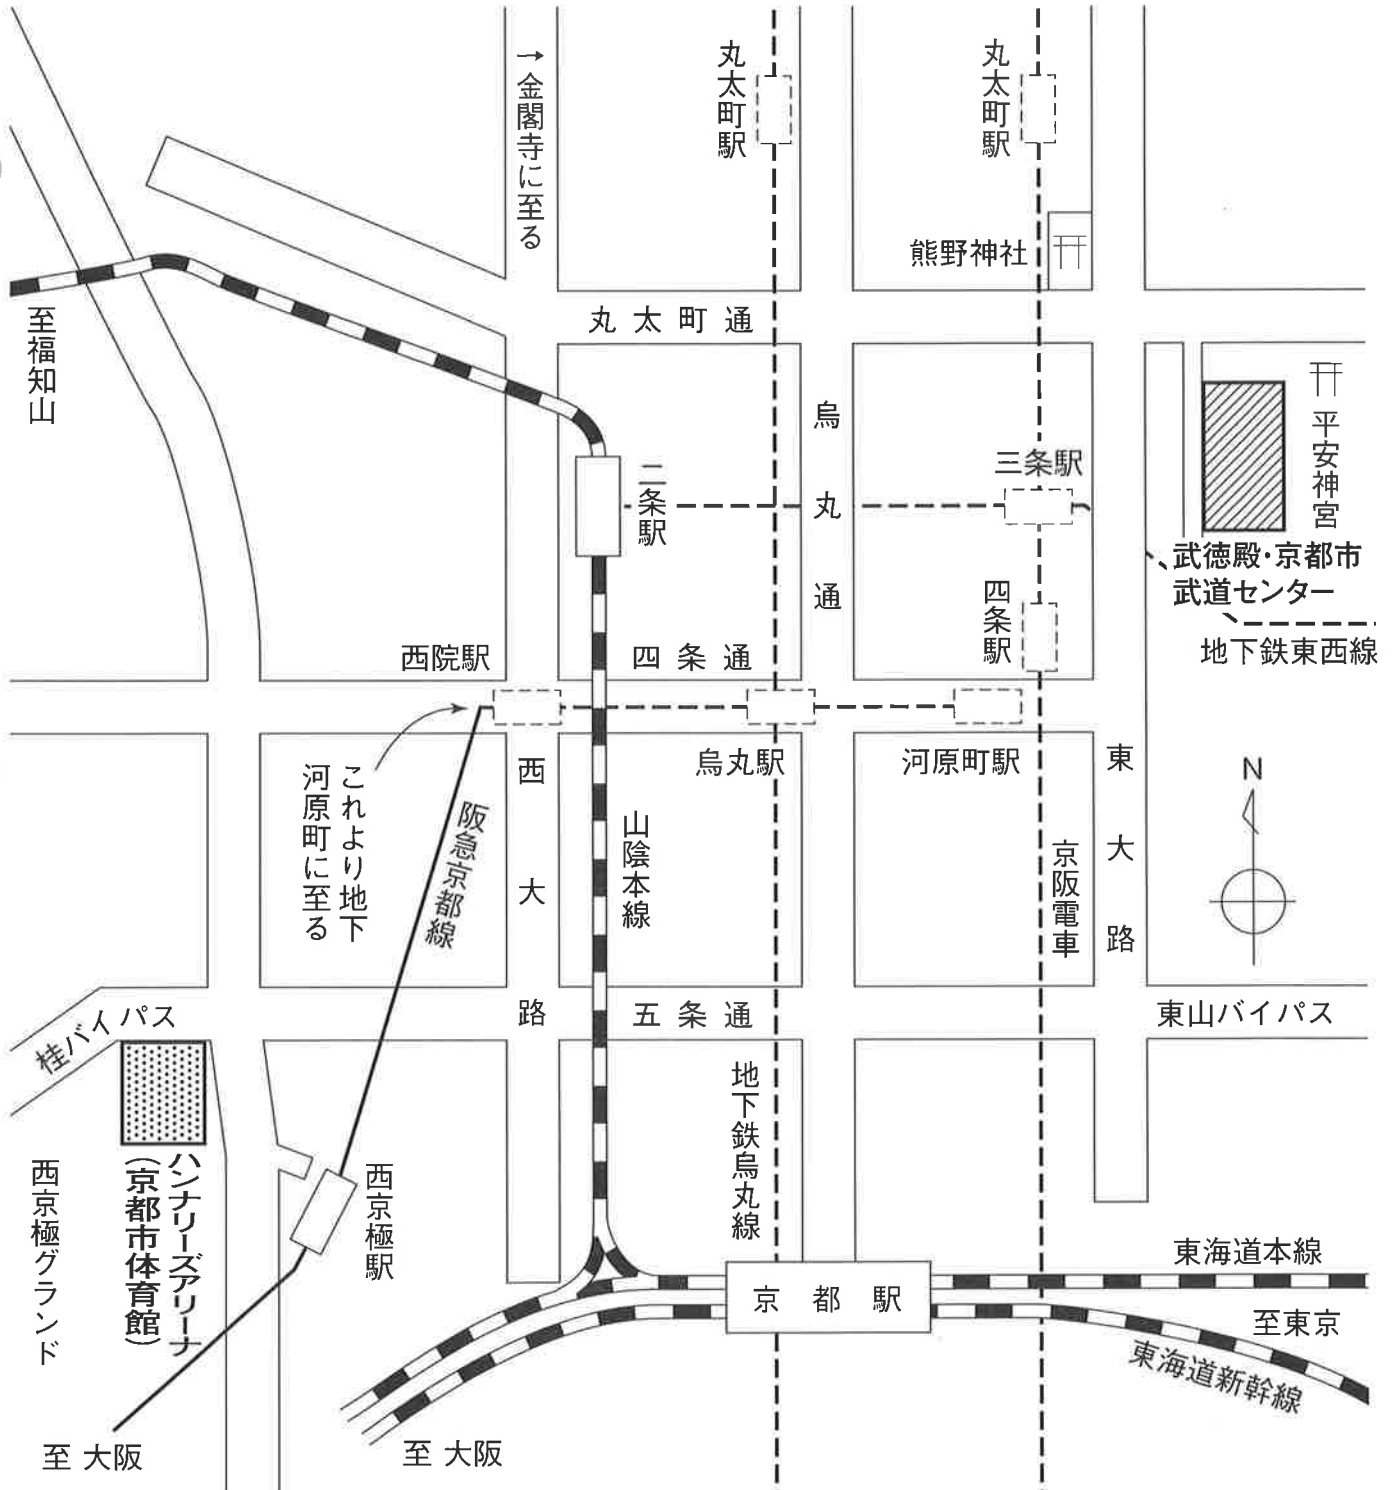 →金閣寺に至る
丸太町駅
丸太町駅
熊野神社
丸太町通
至福知山
烏丸通
平安神宮
三条駅
二条駅
武徳殿・京都市
武道センター
四条駅
地下鉄東西線
西院駅
四条通
烏丸駅
河原町駅
これより地下
河原町に至る
阪急京都線
西大路
山陰本線
東大路
京阪電車
N
桂バイパス
五条通
東山バイパス
地下鉄烏丸線
西京極グランド
ハンナリーズアリーナ
（京都市体育館）
西京極駅
東海道本線
京都駅
至東京
東海道新幹線
至 大阪
至 大阪